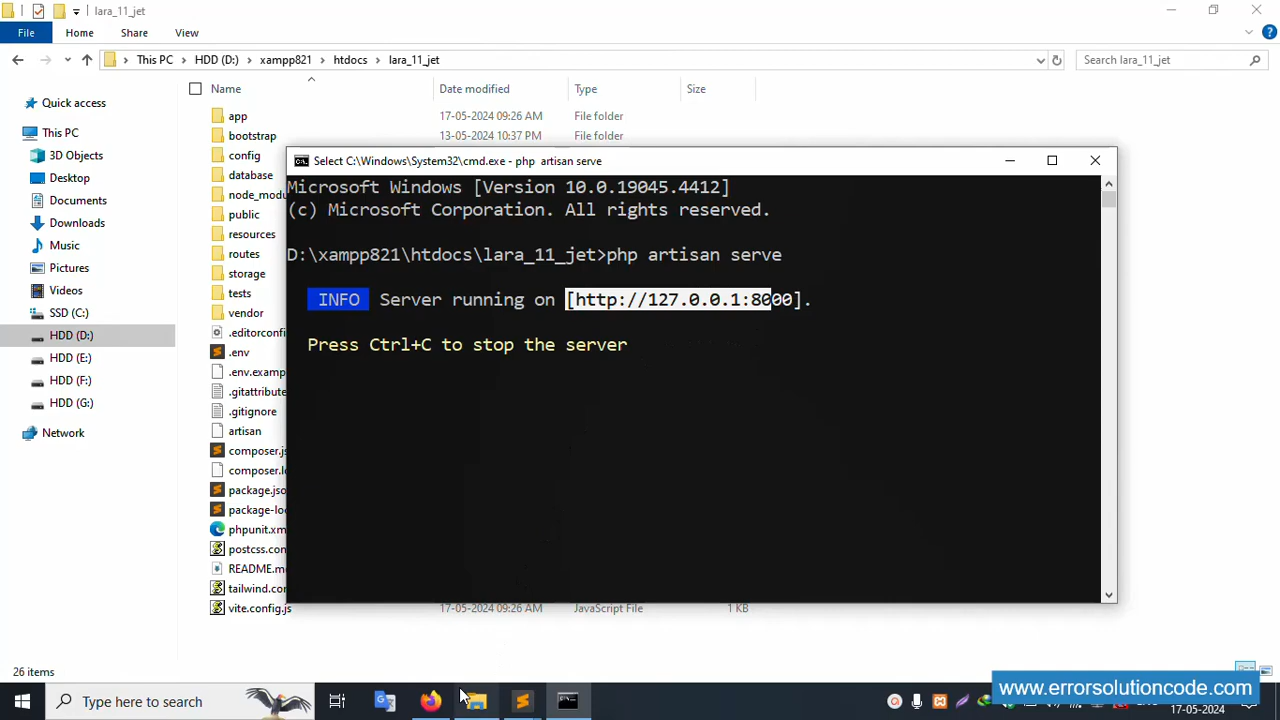 lara_11_jet
File Home Share View
This PC HDD (D:) xampp821 htdocs lara_11_jet Search lara_11_jet
Name Date modified Type Size
Quick access
This PC
3D Objects
Desktop
Documents
Downloads
Music
Pictures
Videos
SSD (C:)
HDD (D:)
HDD (E:)
HDD (F:)
HDD (G:)
Network
app 17-05-2024 09:26 AM File folder
bootstrap 13-05-2024 10:37 PM File folder
config
database
node_modu
public
resources
routes
storage
tests
vendor
.editorconfi
.env
.env.examp
.gitattribute
.gitignore
artisan
composer.js
composer.lo
package.jso
package-loc
phpunit.xm
postcss.con
README.m
tailwind.con
vite.config.js 17-05-2024 09:26 AM JavaScript File 1 KB
Select C:\Windows\System32\cmd.exe - php artisan serve
Microsoft Windows [Version 10.0.19045.4412]
(c) Microsoft Corporation. All rights reserved.
D:\xampp821\htdocs\lara_11_jet>php artisan serve
INFO Server running on [http://127.0.0.1:8000].
Press Ctrl+C to stop the server
26 items
Type here to search
www.errorsolutioncode.com
17-05-2024